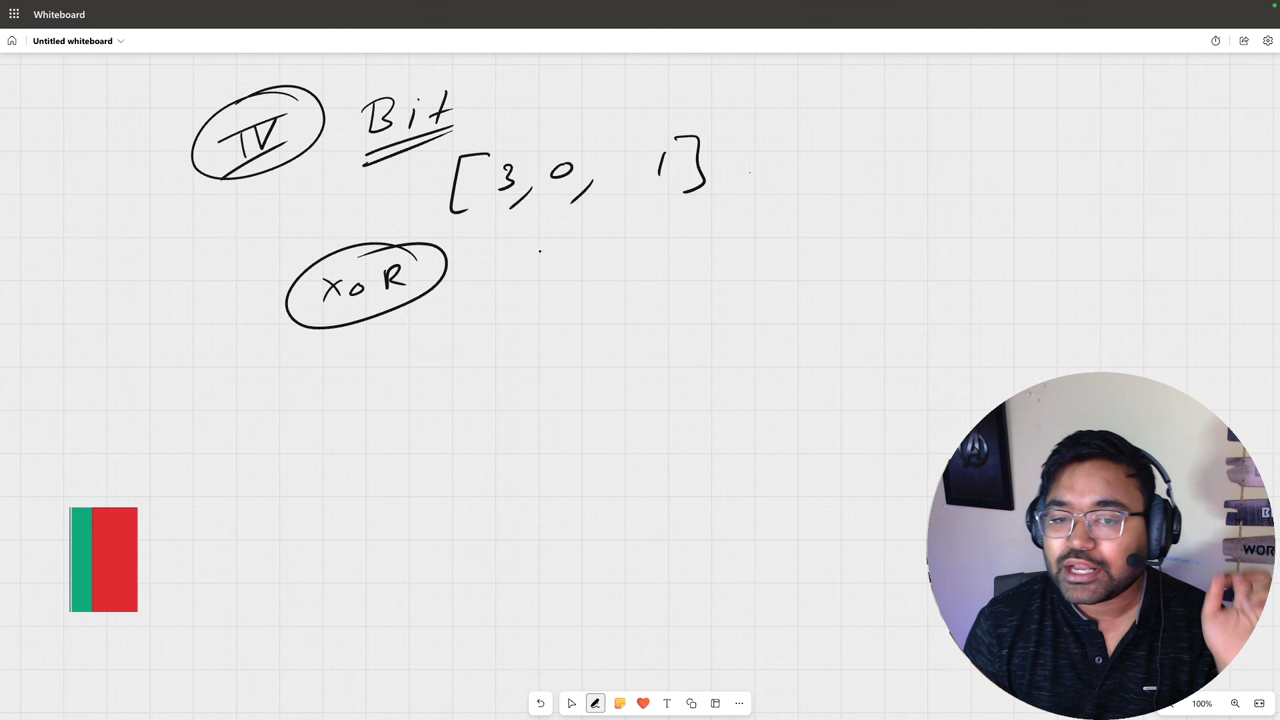 Whiteboard
Untitled whiteboard
IV Bit
[3, 0, 1]
XOR
WOR
T
100%